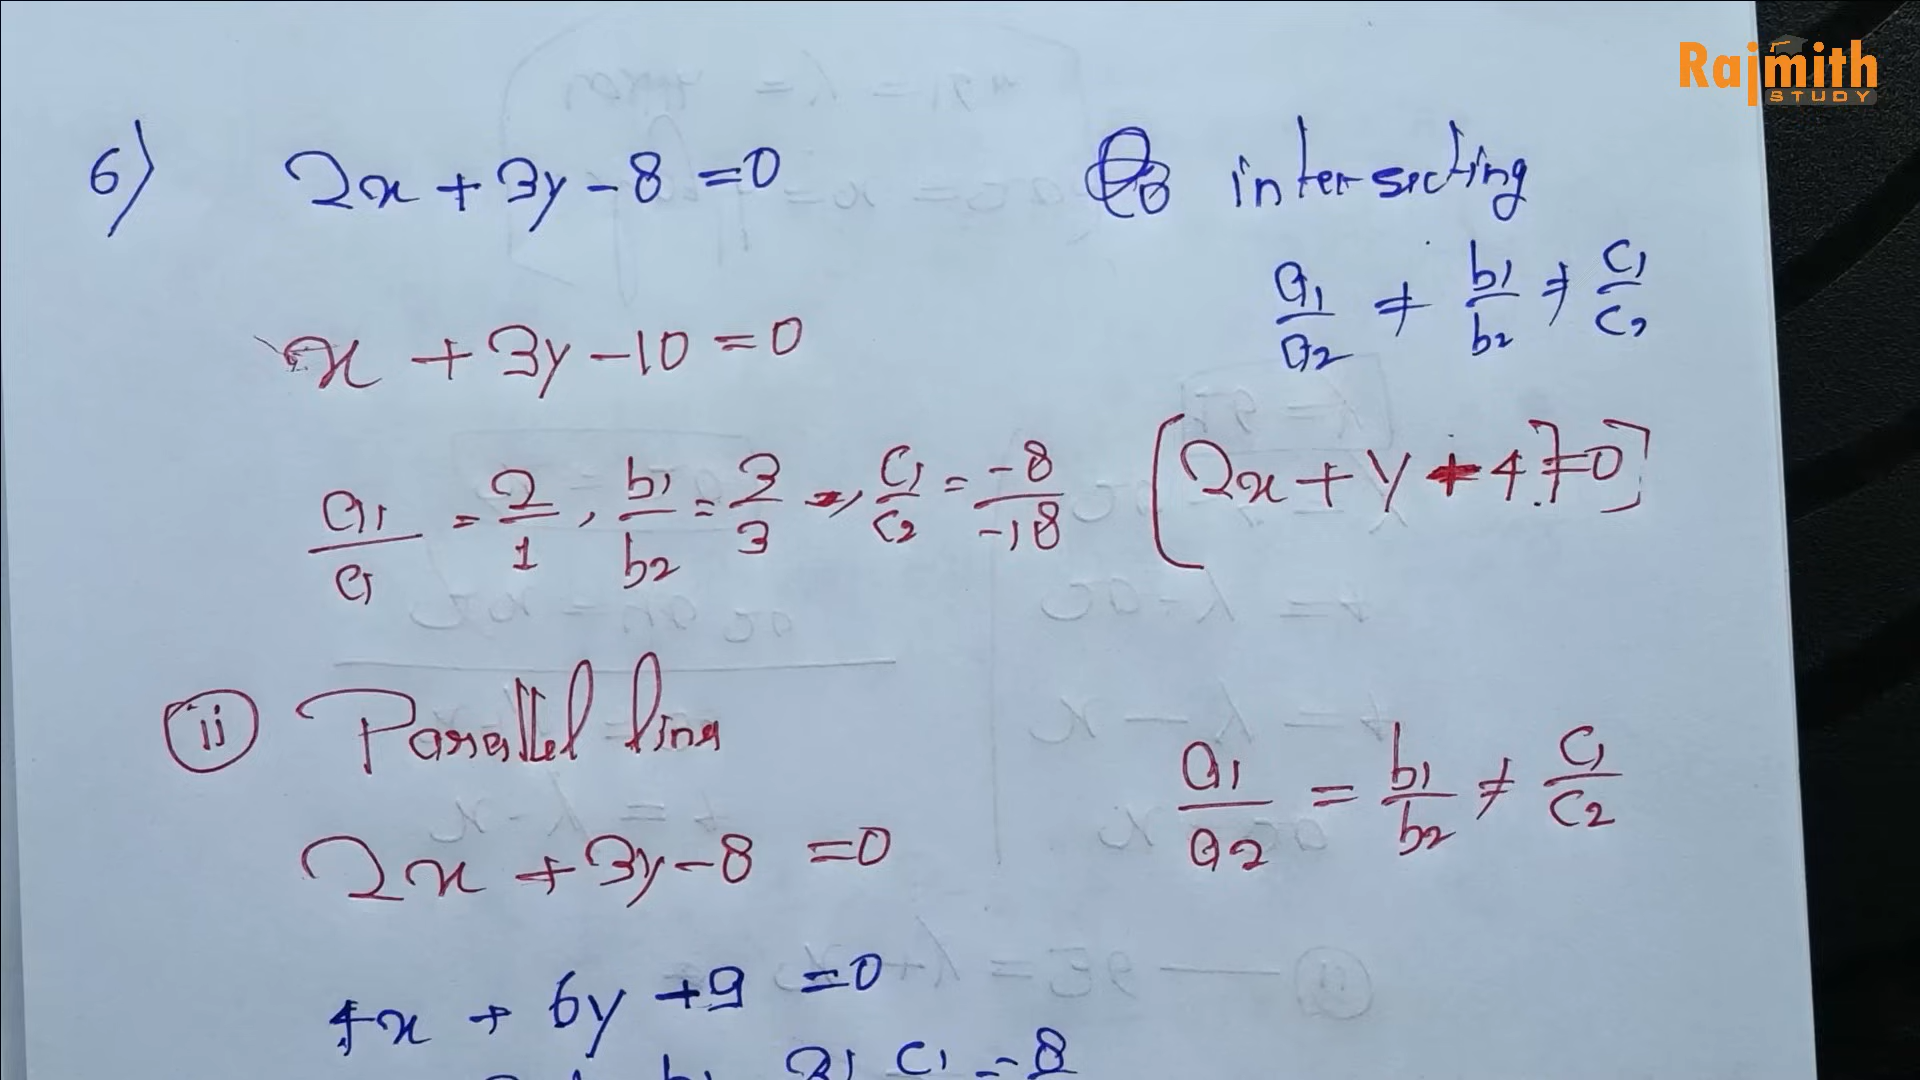 Rajmith
STUDY
6) 2x + 3y - 8 = 0
intersecting
a1/a2 ≠ b1/b2 ≠ c1/c2
x + 3y - 10 = 0
a1/a = 2/1, b1/b2 = 3/3, c1/c2 = -8/-18
[2x + y + 4 = 0]
ii Parallel line
a1/a2 = b1/b2 ≠ c1/c2
2x + 3y - 8 = 0
4x + 6y + 9 = 0